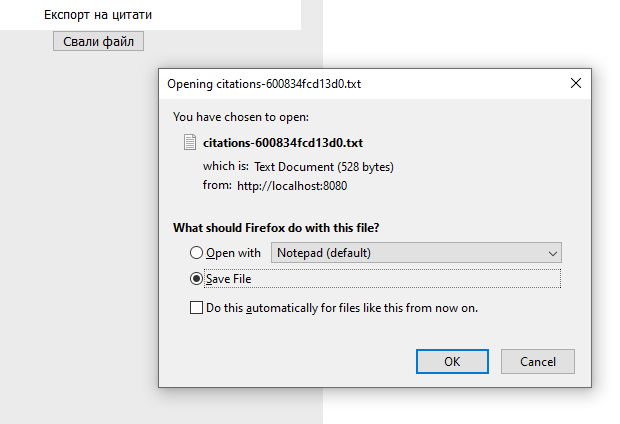 Експорт на цитати
Свали файл
Opening citations-600834fcd13d0.txt
You have chosen to open:
citations-600834fcd13d0.txt
which is: Text Document (528 bytes)
from: http://localhost:8080
What should Firefox do with this file?
Open with Notepad (default)
Save File
Do this automatically for files like this from now on.
OK Cancel